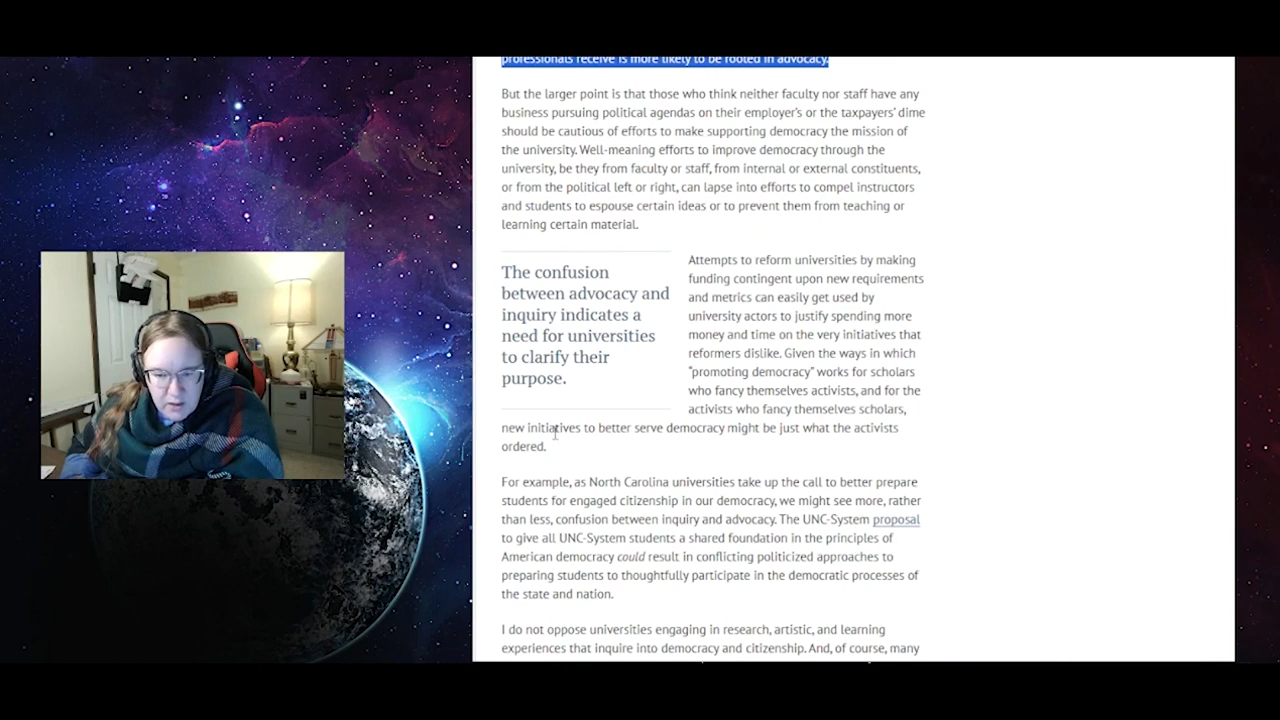 professionals receive is more likely to be rooted in advocacy.
But the larger point is that those who think neither faculty nor staff have any
business pursuing political agendas on their employer's or the taxpayers' dime
should be cautious of efforts to make supporting democracy the mission of
the university. Well-meaning efforts to improve democracy through the
university, be they from faculty or staff, from internal or external constituents,
or from the political left or right, can lapse into efforts to compel instructors
and students to espouse certain ideas or to prevent them from teaching or
learning certain material.
The confusion
between advocacy and
inquiry indicates a
need for universities
to clarify their
purpose.
Attempts to reform universities by making
funding contingent upon new requirements
and metrics can easily get used by
university actors to justify spending more
money and time on the very initiatives that
reformers dislike. Given the ways in which
"promoting democracy" works for scholars
who fancy themselves activists, and for the
activists who fancy themselves scholars,
new initiatives to better serve democracy might be just what the activists
ordered.
For example, as North Carolina universities take up the call to better prepare
students for engaged citizenship in our democracy, we might see more, rather
than less, confusion between inquiry and advocacy. The UNC-System proposal
to give all UNC-System students a shared foundation in the principles of
American democracy could result in conflicting politicized approaches to
preparing students to thoughtfully participate in the democratic processes of
the state and nation.
I do not oppose universities engaging in research, artistic, and learning
experiences that inquire into democracy and citizenship. And, of course, many